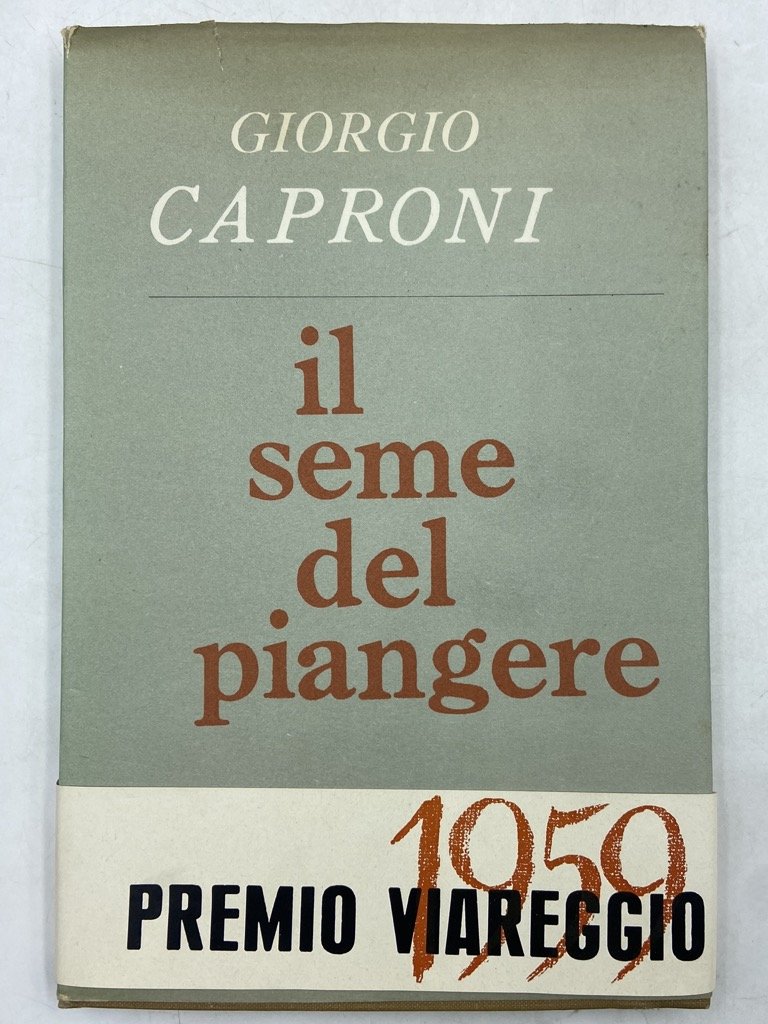 GIORGIO
CAPRONI
il
seme
del
piangere
1959
PREMIO VIAREGGIO